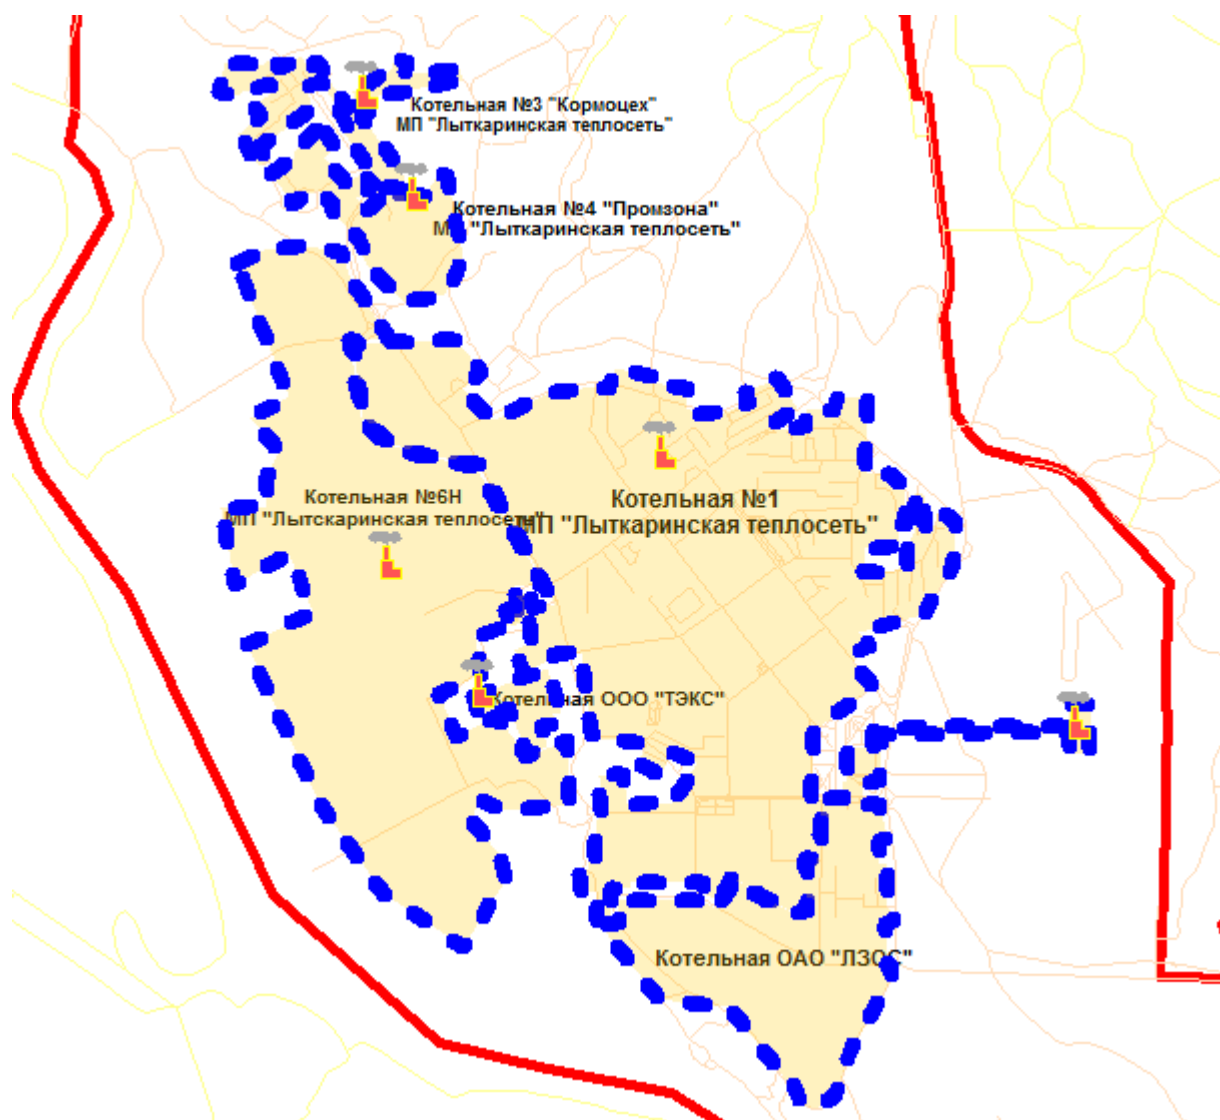 Котельная №3 "Кормоцех"
МП "Лыткаринская теплосеть"
Котельная №4 "Промзона"
МП "Лыткаринская теплосеть"
Котельная №6Н
МП "Лытскаринская теплосеть"
Котельная №1
МП "Лыткаринская теплосеть"
Котельная ООО "ТЭКС"
Котельная ОАО "ЛЗОС"